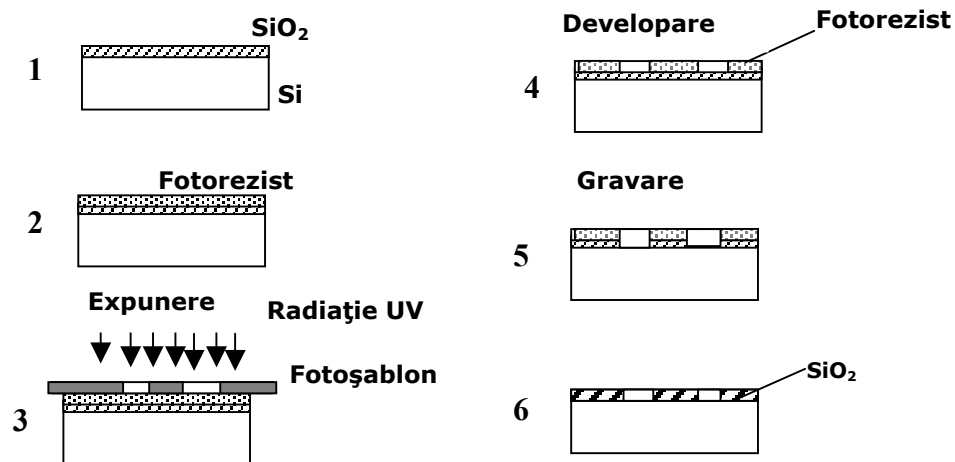 SiO₂
1
Si
Fotorezist
2
Expunere
Radiaţie UV
Fotoşablon
3
Developare
Fotorezist
4
Gravare
5
SiO₂
6